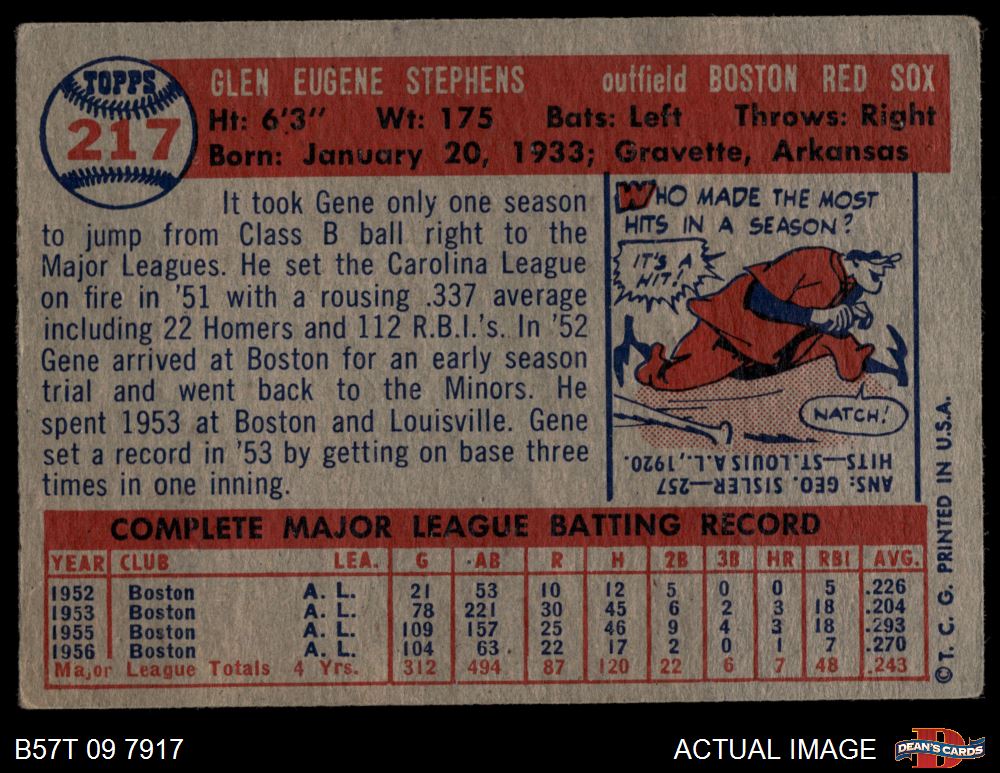 TOPPS
217
GLEN EUGENE STEPHENS outfield BOSTON RED SOX
Ht: 6'3" Wt: 175 Bats: Left Throws: Right
Born: January 20, 1933; Gravette, Arkansas
It took Gene only one season
to jump from Class B ball right to the
Major Leagues. He set the Carolina League
on fire in '51 with a rousing .337 average
including 22 Homers and 112 R.B.I.'s. In '52
Gene arrived at Boston for an early season
trial and went back to the Minors. He
spent 1953 at Boston and Louisville. Gene
set a record in '53 by getting on base three
times in one inning.
WHO MADE THE MOST
HITS IN A SEASON?
IT'S A
HIT!
NATCH!
ANS: GEO. SISLER—257
HITS—ST. LOUIS A.L., 1920.
COMPLETE MAJOR LEAGUE BATTING RECORD
YEAR CLUB LEA. G AB R H 2B 3B HR RBI AVG.
1952 Boston A. L. 21 53 10 12 5 0 0 5 .226
1953 Boston A. L. 78 221 30 45 6 2 3 18 .204
1955 Boston A. L. 109 157 25 46 9 4 3 18 .293
1956 Boston A. L. 104 63 22 17 2 0 1 7 .270
Major League Totals 4 Yrs. 312 494 87 120 22 6 7 48 .243
© T. C. G. PRINTED IN U.S.A.
B57T 09 7917
ACTUAL IMAGE
DEAN'S CARDS